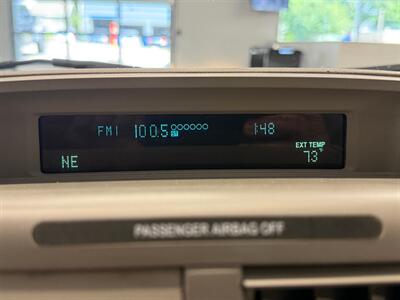 FM1 100.5 1:48
EXT TEMP
NE 73°F
PASSENGER AIRBAG OFF